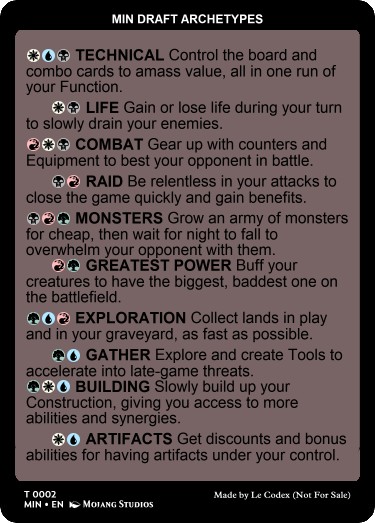 MIN DRAFT ARCHETYPES
TECHNICAL Control the board and
combo cards to amass value, all in one run of
your Function.
LIFE Gain or lose life during your turn
to slowly drain your enemies.
COMBAT Gear up with counters and
Equipment to best your opponent in battle.
RAID Be relentless in your attacks to
close the game quickly and gain benefits.
MONSTERS Grow an army of monsters
for cheap, then wait for night to fall to
overwhelm your opponent with them.
GREATEST POWER Buff your
creatures to have the biggest, baddest one on
the battlefield.
EXPLORATION Collect lands in play
and in your graveyard, as fast as possible.
GATHER Explore and create Tools to
accelerate into late-game threats.
BUILDING Slowly build up your
Construction, giving you access to more
abilities and synergies.
ARTIFACTS Get discounts and bonus
abilities for having artifacts under your control.
T 0002
MIN • EN Mojang Studios
Made by Le Codex (Not For Sale)